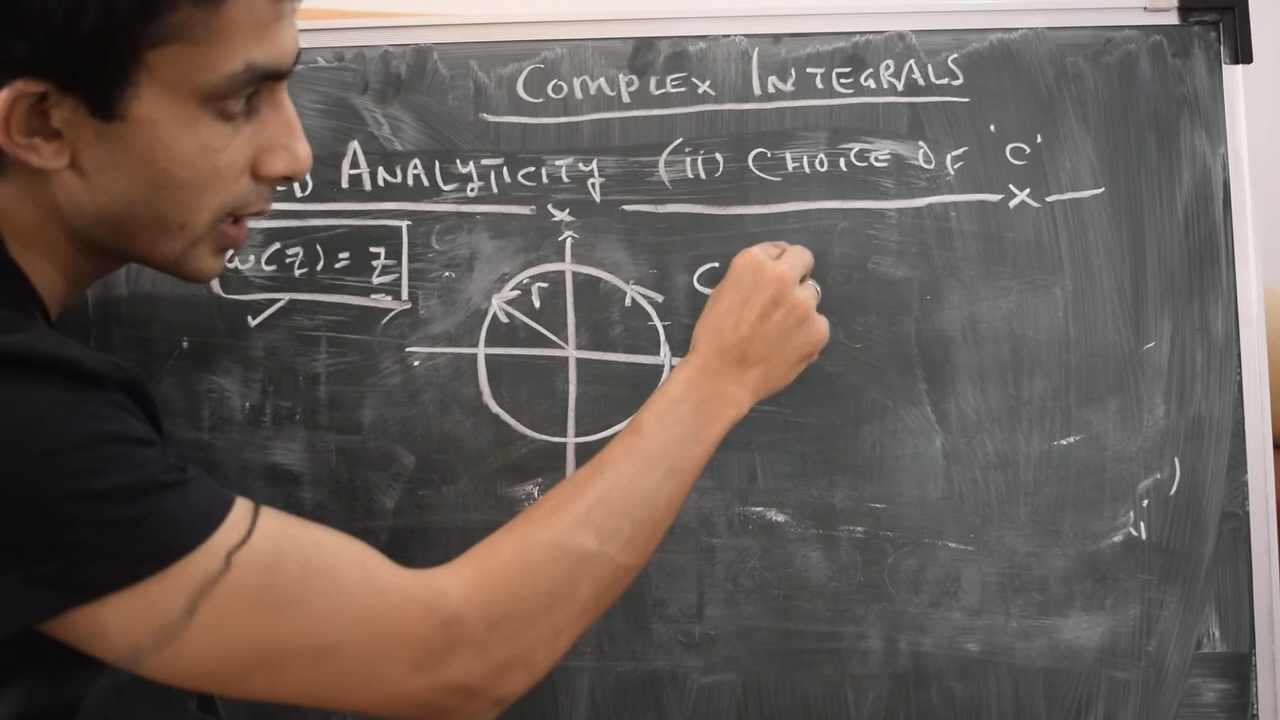 COMPLEX INTEGRALS
ANALYTICITY (ii) CHOICE OF 'C'
x x
ω(z) = z
r
C